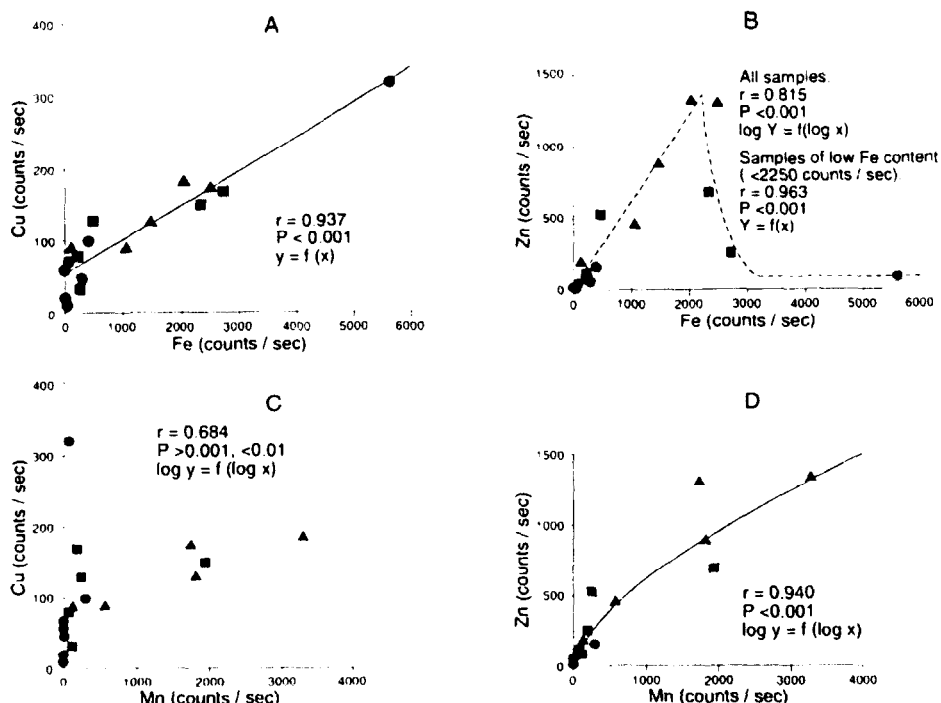 A
400
300
200
100
0
Cu (counts / sec)
r = 0.937
P < 0.001
y = f (x)
0 1000 2000 3000 4000 5000 6000
Fe (counts / sec)
B
1500
1000
500
0
Zn (counts / sec)
All samples.
r = 0.815
P <0.001
log Y = f(log x)
Samples of low Fe content
( <2250 counts / sec)
r = 0.963
P <0.001
Y = f(x)
0 1000 2000 3000 4000 5000 6000
Fe (counts / sec)
C
400
300
200
100
0
Cu (counts / sec)
r = 0.684
P >0.001, <0.01
log y = f (log x)
0 1000 2000 3000 4000
Mn (counts / sec)
D
1500
1000
500
0
Zn (counts / sec)
r = 0.940
P <0.001
log y = f (log x)
0 1000 2000 3000 4000
Mn (counts / sec)